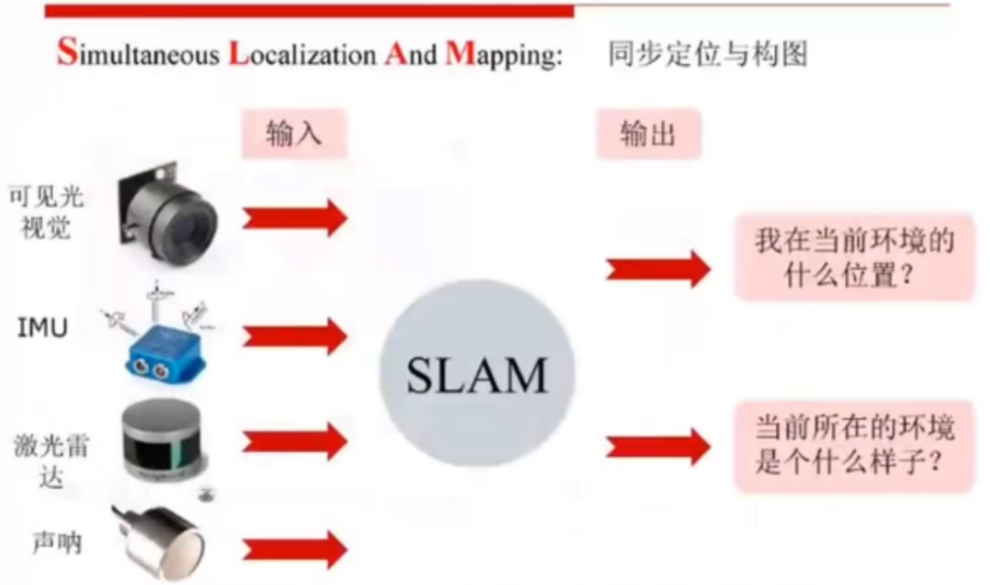 Simultaneous Localization And Mapping: 同步定位与构图
输入
输出
可见光
视觉
IMU
激光雷
达
声呐
SLAM
我在当前环境的
什么位置？
当前所在的环境
是个什么样子？